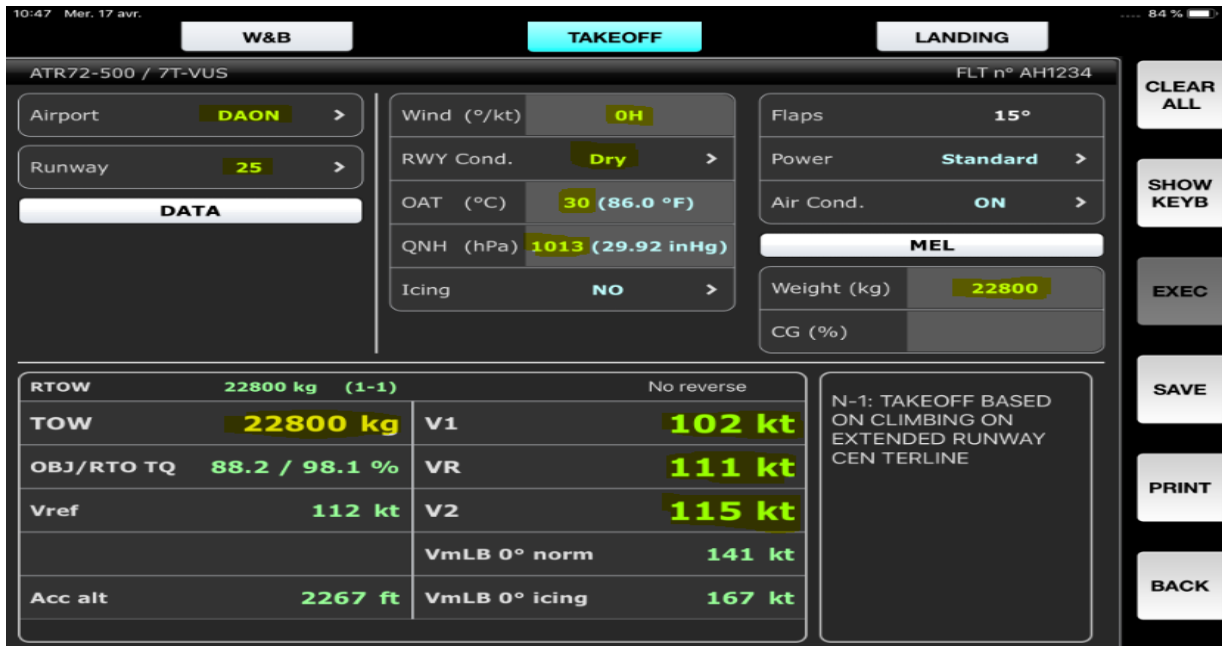 10:47 Mer. 17 avr.
.... 84 %
W&B TAKEOFF LANDING
ATR72-500 / 7T-VUS FLT n° AH1234
Airport DAON >
Runway 25 >
DATA
Wind (°/kt) 0H
RWY Cond. Dry >
OAT (°C) 30 (86.0 °F)
QNH (hPa) 1013 (29.92 inHg)
Icing NO >
Flaps 15°
Power Standard >
Air Cond. ON >
MEL
Weight (kg) 22800
CG (%)
RTOW 22800 kg (1-1) No reverse
TOW 22800 kg V1 102 kt
OBJ/RTO TQ 88.2 / 98.1 % VR 111 kt
Vref 112 kt V2 115 kt
VmLB 0° norm 141 kt
Acc alt 2267 ft VmLB 0° icing 167 kt
N-1: TAKEOFF BASED
ON CLIMBING ON
EXTENDED RUNWAY
CEN TERLINE
CLEAR
ALL
SHOW
KEYB
EXEC
SAVE
PRINT
BACK